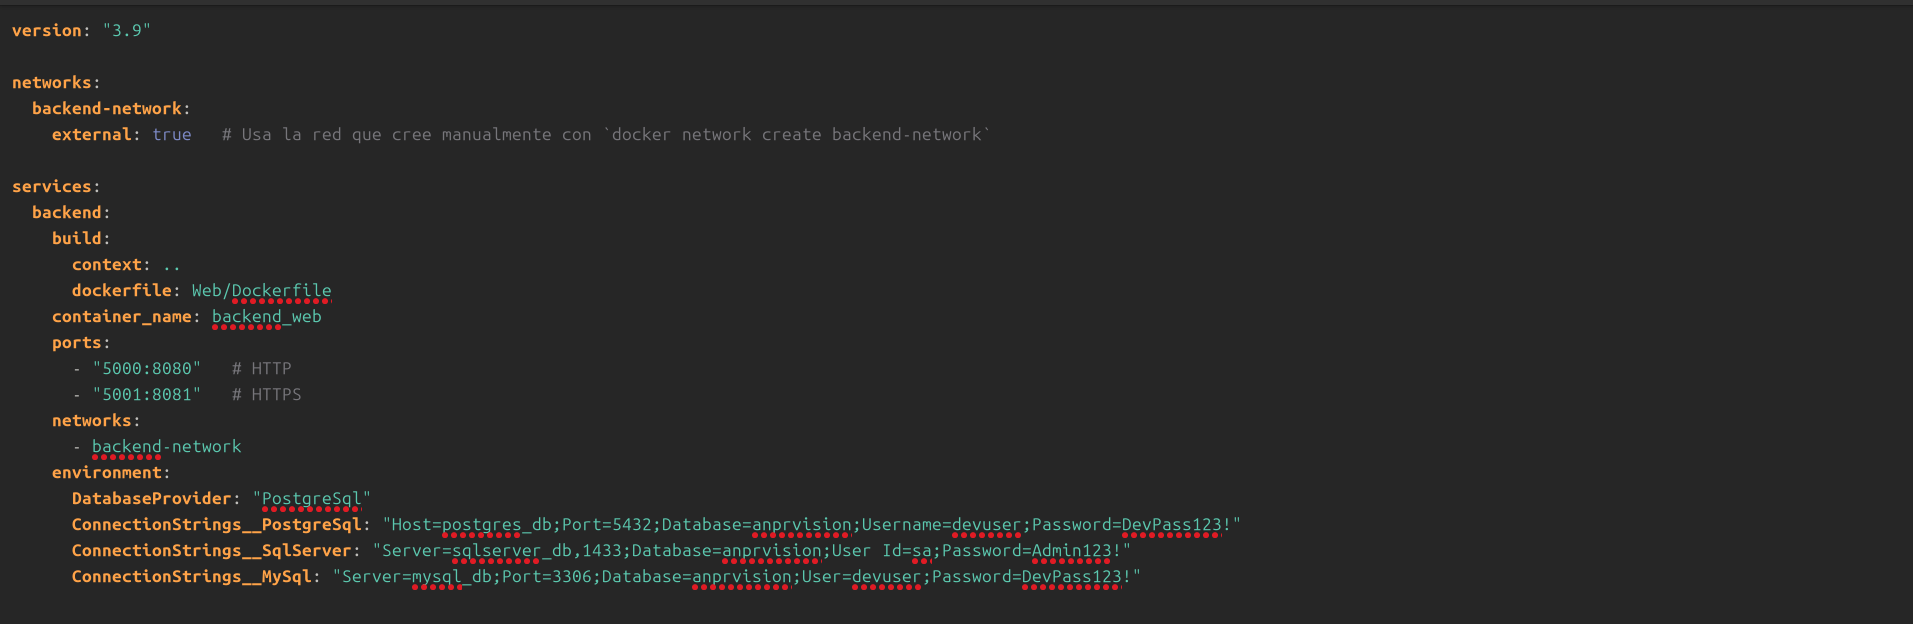 version: "3.9"
networks:
  backend-network:
    external: true   # Usa la red que cree manualmente con `docker network create backend-network`
services:
  backend:
    build:
      context: ..
      dockerfile: Web/Dockerfile
    container_name: backend_web
    ports:
      - "5000:8080"   # HTTP
      - "5001:8081"   # HTTPS
    networks:
      - backend-network
    environment:
      DatabaseProvider: "PostgreSql"
      ConnectionStrings__PostgreSql: "Host=postgres_db;Port=5432;Database=anprvision;Username=devuser;Password=DevPass123!"
      ConnectionStrings__SqlServer: "Server=sqlserver_db,1433;Database=anprvision;User Id=sa;Password=Admin123!"
      ConnectionStrings__MySql: "Server=mysql_db;Port=3306;Database=anprvision;User=devuser;Password=DevPass123!"